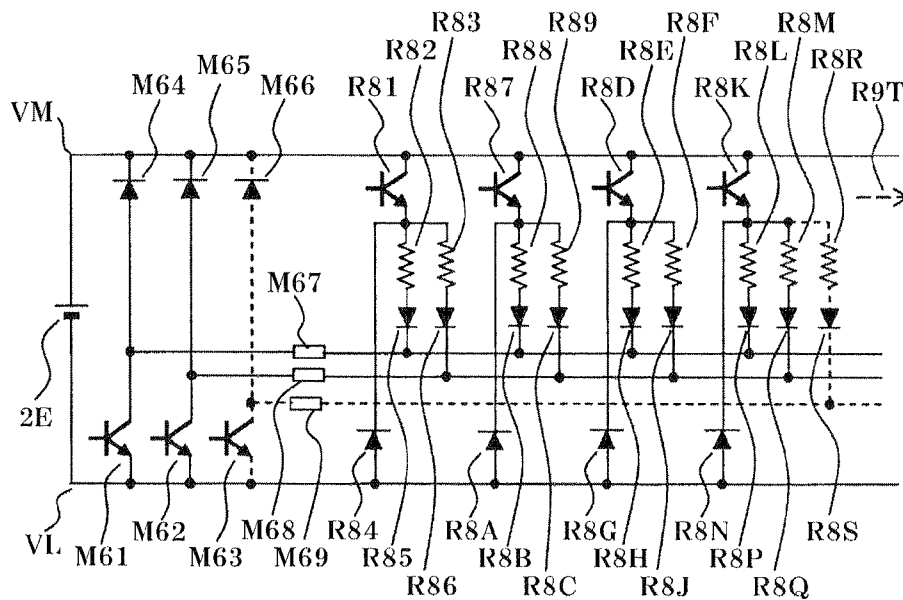 R83 R89 R8F R8M
R82 R88 R8E R8L
M65 R8R
M64 M66 R81 R87 R8D R8K
R9T
VM
M67
2E
VL M61 M62 M63 M68 M69 R84 R85 R86 R8A R8B R8C R8G R8H R8J R8N R8P R8Q R8S